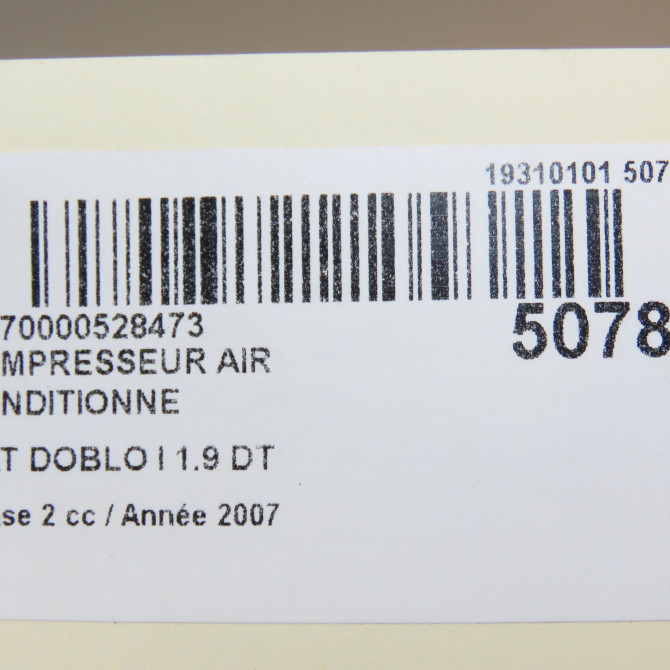 19310101 507
70000528473
5078
MPRESSEUR AIR
NDITIONNE
T DOBLO I 1.9 DT
se 2 cc / Année 2007